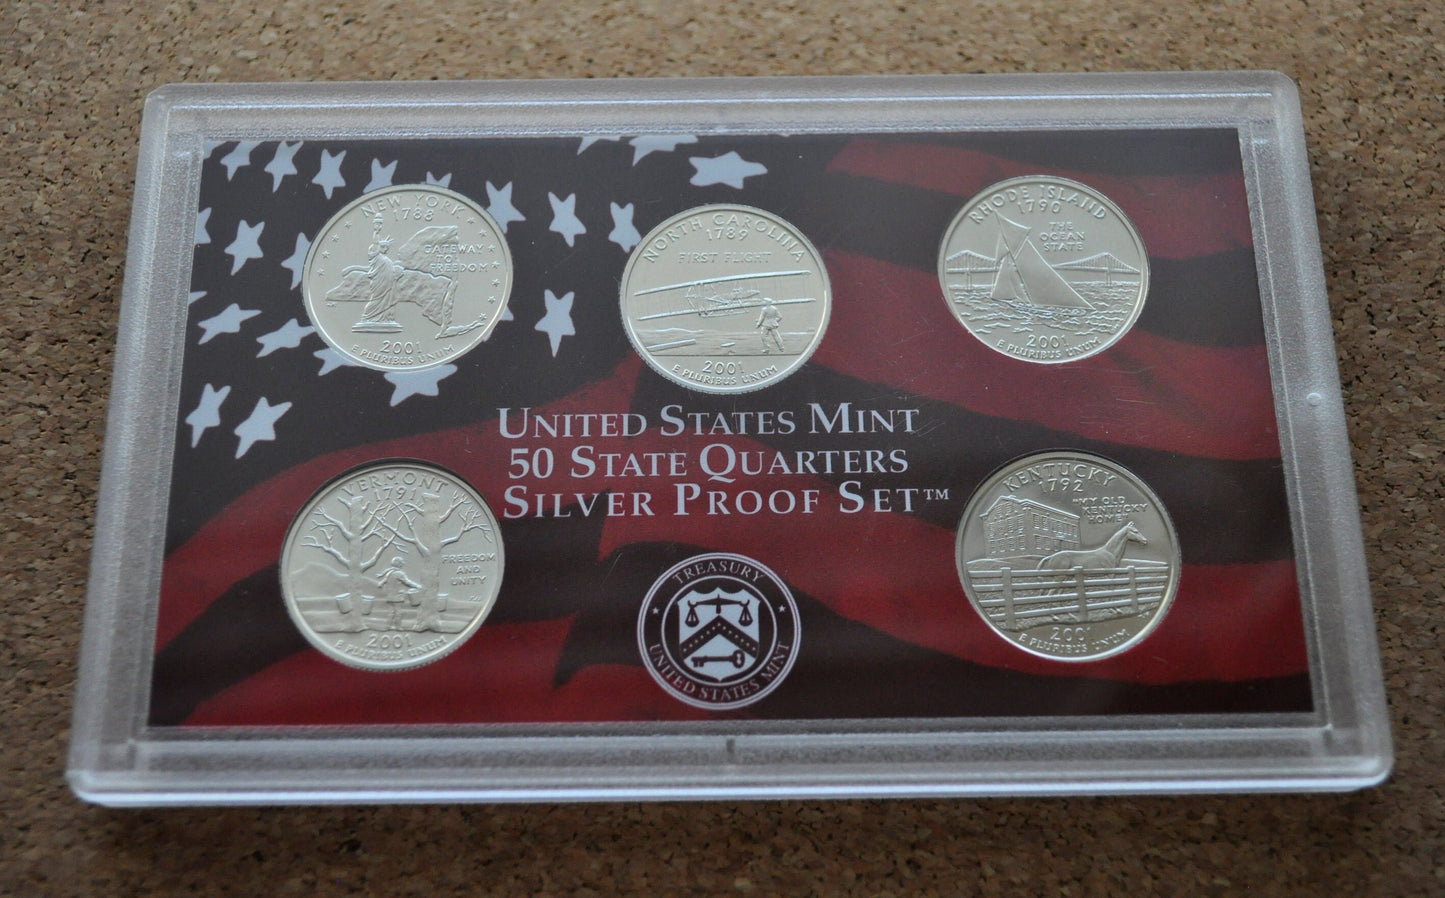 NEW YORK
1788
GATEWAY
TO
FREEDOM
2001
E PLURIBUS UNUM
NORTH CAROLINA
1789
FIRST FLIGHT
2001
E PLURIBUS UNUM
RHODE ISLAND
1790
THE
OCEAN
STATE
2001
E PLURIBUS UNUM
UNITED STATES MINT
50 STATE QUARTERS
SILVER PROOF SET™
VERMONT
1791
FREEDOM
AND
UNITY
2001
E PLURIBUS UNUM
TREASURY
UNITED STATES MINT
KENTUCKY
1792
"MY OLD
KENTUCKY
HOME"
2001
E PLURIBUS UNUM